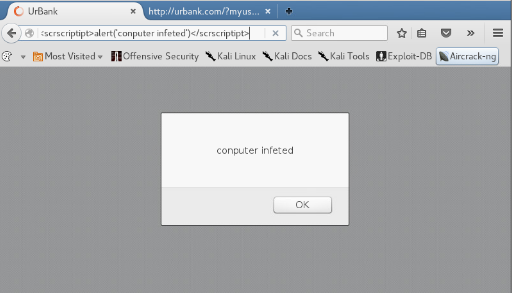 UrBank
http://urbank.com/?myus...
:scrscriptipt>alert('conputer infeted')</scrscriptipt>
Search
Most Visited
Offensive Security
Kali Linux
Kali Docs
Kali Tools
Exploit-DB
Aircrack-ng
conputer infeted
OK